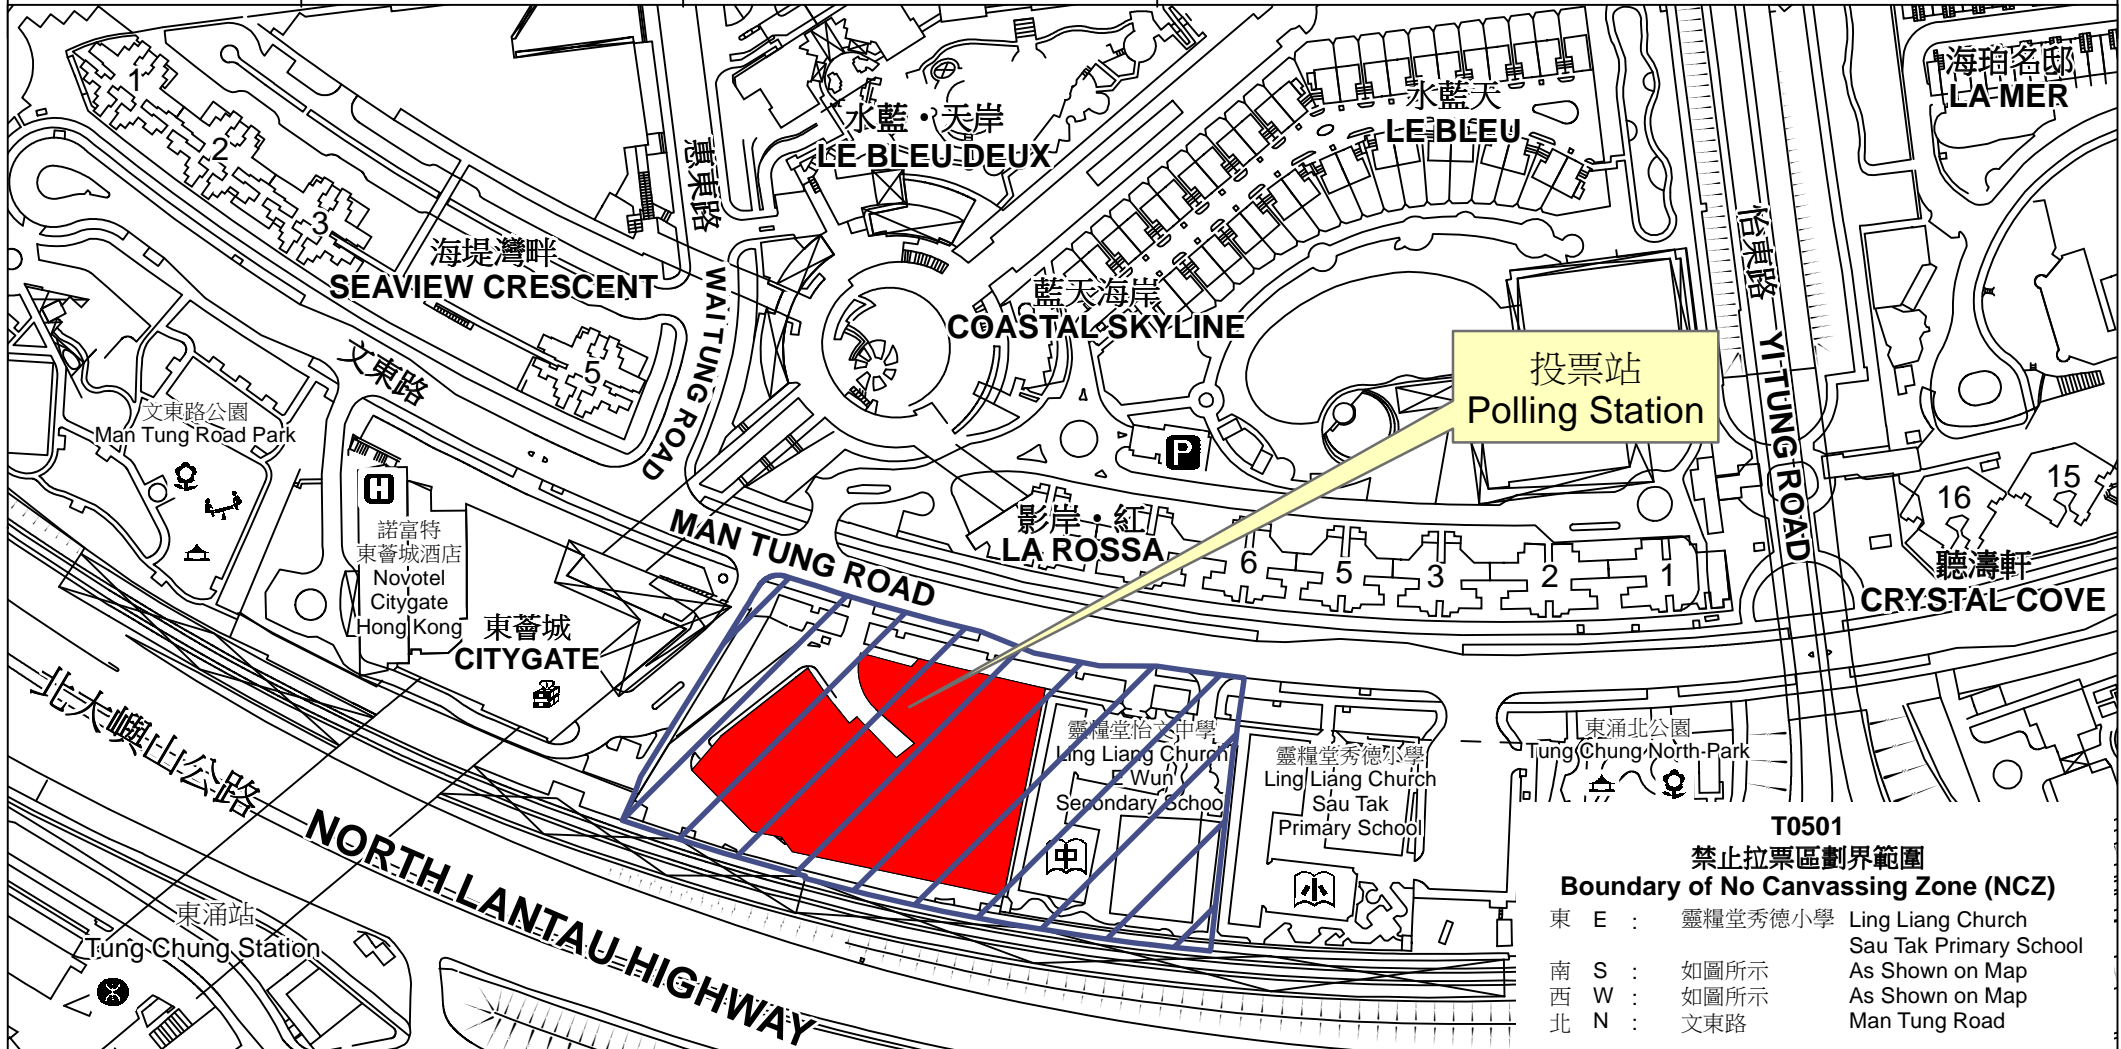 1
2
3
5
海堤灣畔
SEAVIEW CRESCENT
惠東路
WAI TUNG ROAD
水藍・天岸
LE BLEU DEUX
水藍天
LE BLEU
海珀名邸
LA MER
藍天海岸
COASTAL SKYLINE
怡東路
YI TUNG ROAD
投票站
Polling Station
文東路
MAN TUNG ROAD
文東路公園
Man Tung Road Park
H
諾富特
東薈城酒店
Novotel
Citygate
Hong Kong
東薈城
CITYGATE
P
影岸・紅
LA ROSSA
6
5
3
2
1
16
15
聽濤軒
CRYSTAL COVE
北大嶼山公路
NORTH LANTAU HIGHWAY
東涌站
Tung Chung Station
靈糧堂怡文中學
Ling Liang Church
E Wun
Secondary School
中
靈糧堂秀德小學
Ling Liang Church
Sau Tak
Primary School
小
東涌北公園
Tung Chung North Park
T0501
禁止拉票區劃界範圍
Boundary of No Canvassing Zone (NCZ)
東 E : 靈糧堂秀德小學 Ling Liang Church
Sau Tak Primary School
南 S : 如圖所示 As Shown on Map
西 W : 如圖所示 As Shown on Map
北 N : 文東路 Man Tung Road